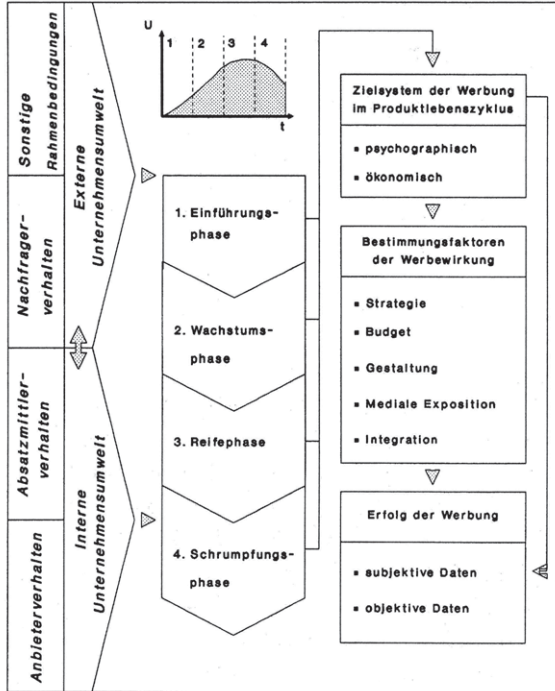 Sonstige
Rahmenbedingungen
Nachfrager-
verhalten
Absatzmittler-
verhalten
Anbieterverhalten
Externe
Unternehmensumwelt
Interne
Unternehmensumwelt
U
1 2 3 4
t
1. Einführungs-
phase
2. Wachstums-
phase
3. Reifephase
4. Schrumpfungs-
phase
Zielsystem der Werbung
im Produktlebenszyklus
▪ psychographisch
▪ ökonomisch
Bestimmungsfaktoren
der Werbewirkung
▪ Strategie
▪ Budget
▪ Gestaltung
▪ Mediale Exposition
▪ Integration
Erfolg der Werbung
▪ subjektive Daten
▪ objektive Daten